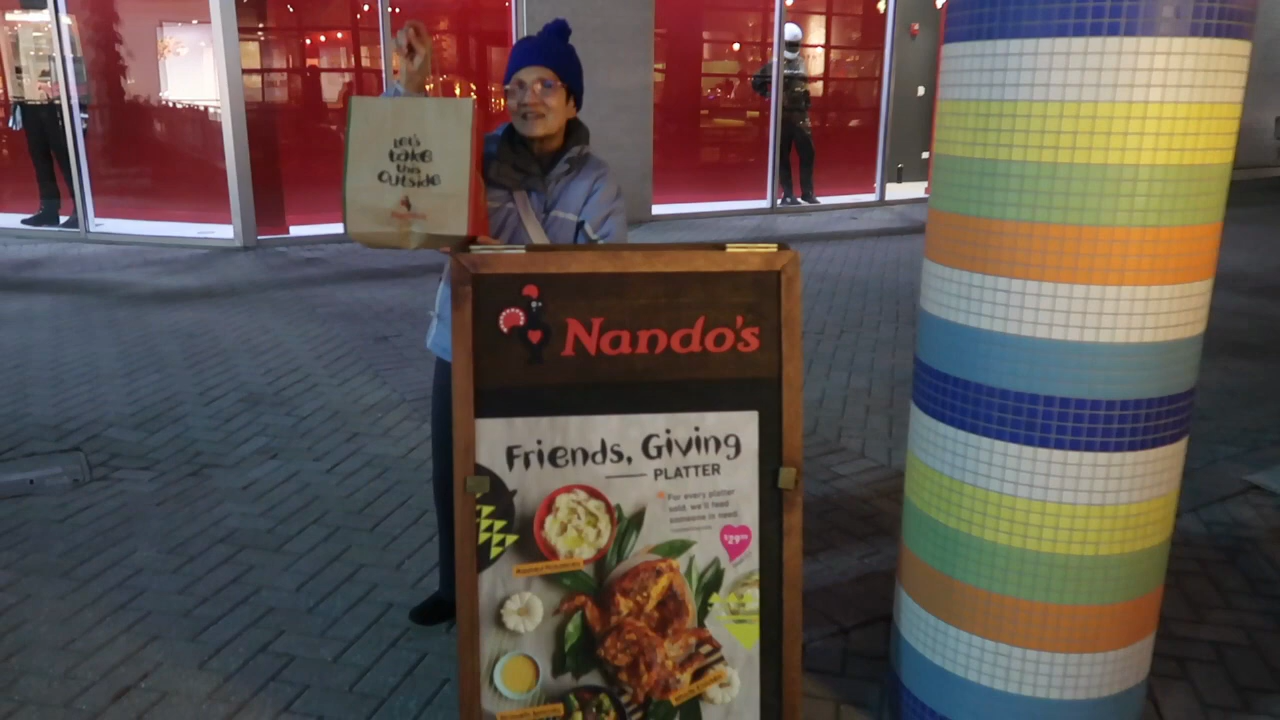 Let's
take
this
outside
Nando's
Friends, Giving
PLATTER
For every platter
sold, we'll feed
someone in need.
$29